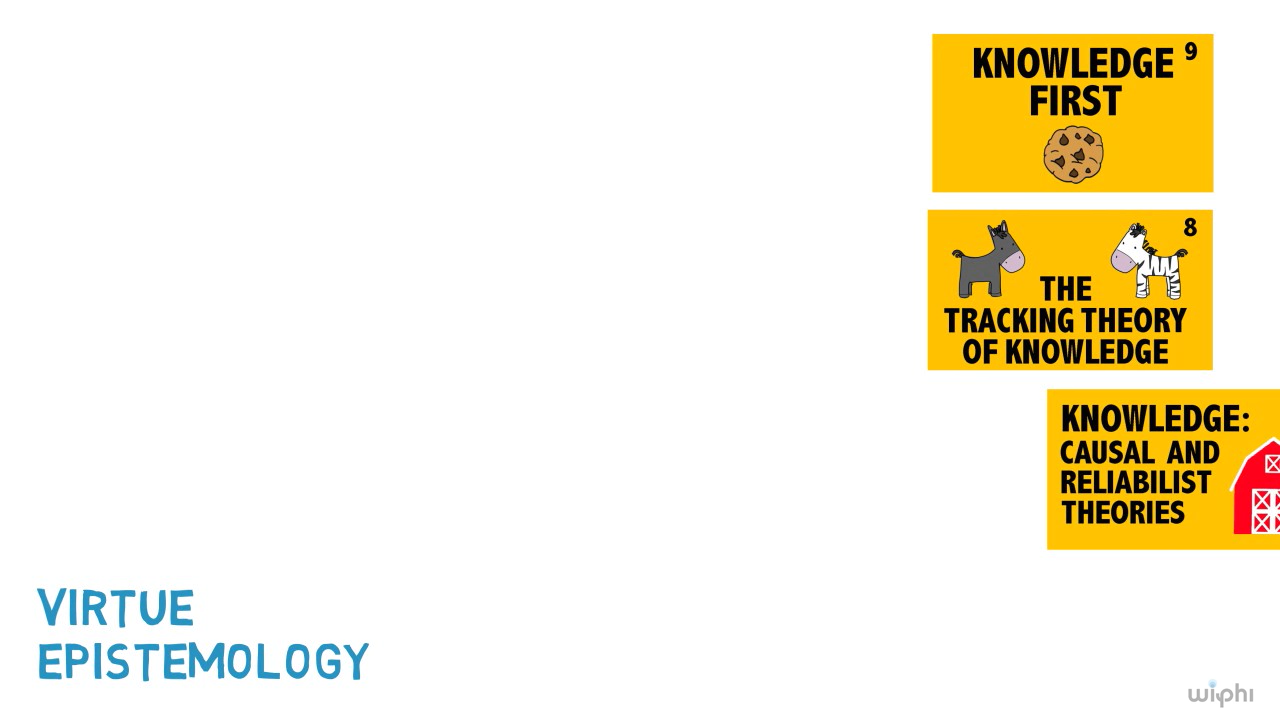 KNOWLEDGE 9
FIRST
8
THE
TRACKING THEORY
OF KNOWLEDGE
KNOWLEDGE:
CAUSAL AND
RELIABILIST
THEORIES
VIRTUE
EPISTEMOLOGY
wiphi